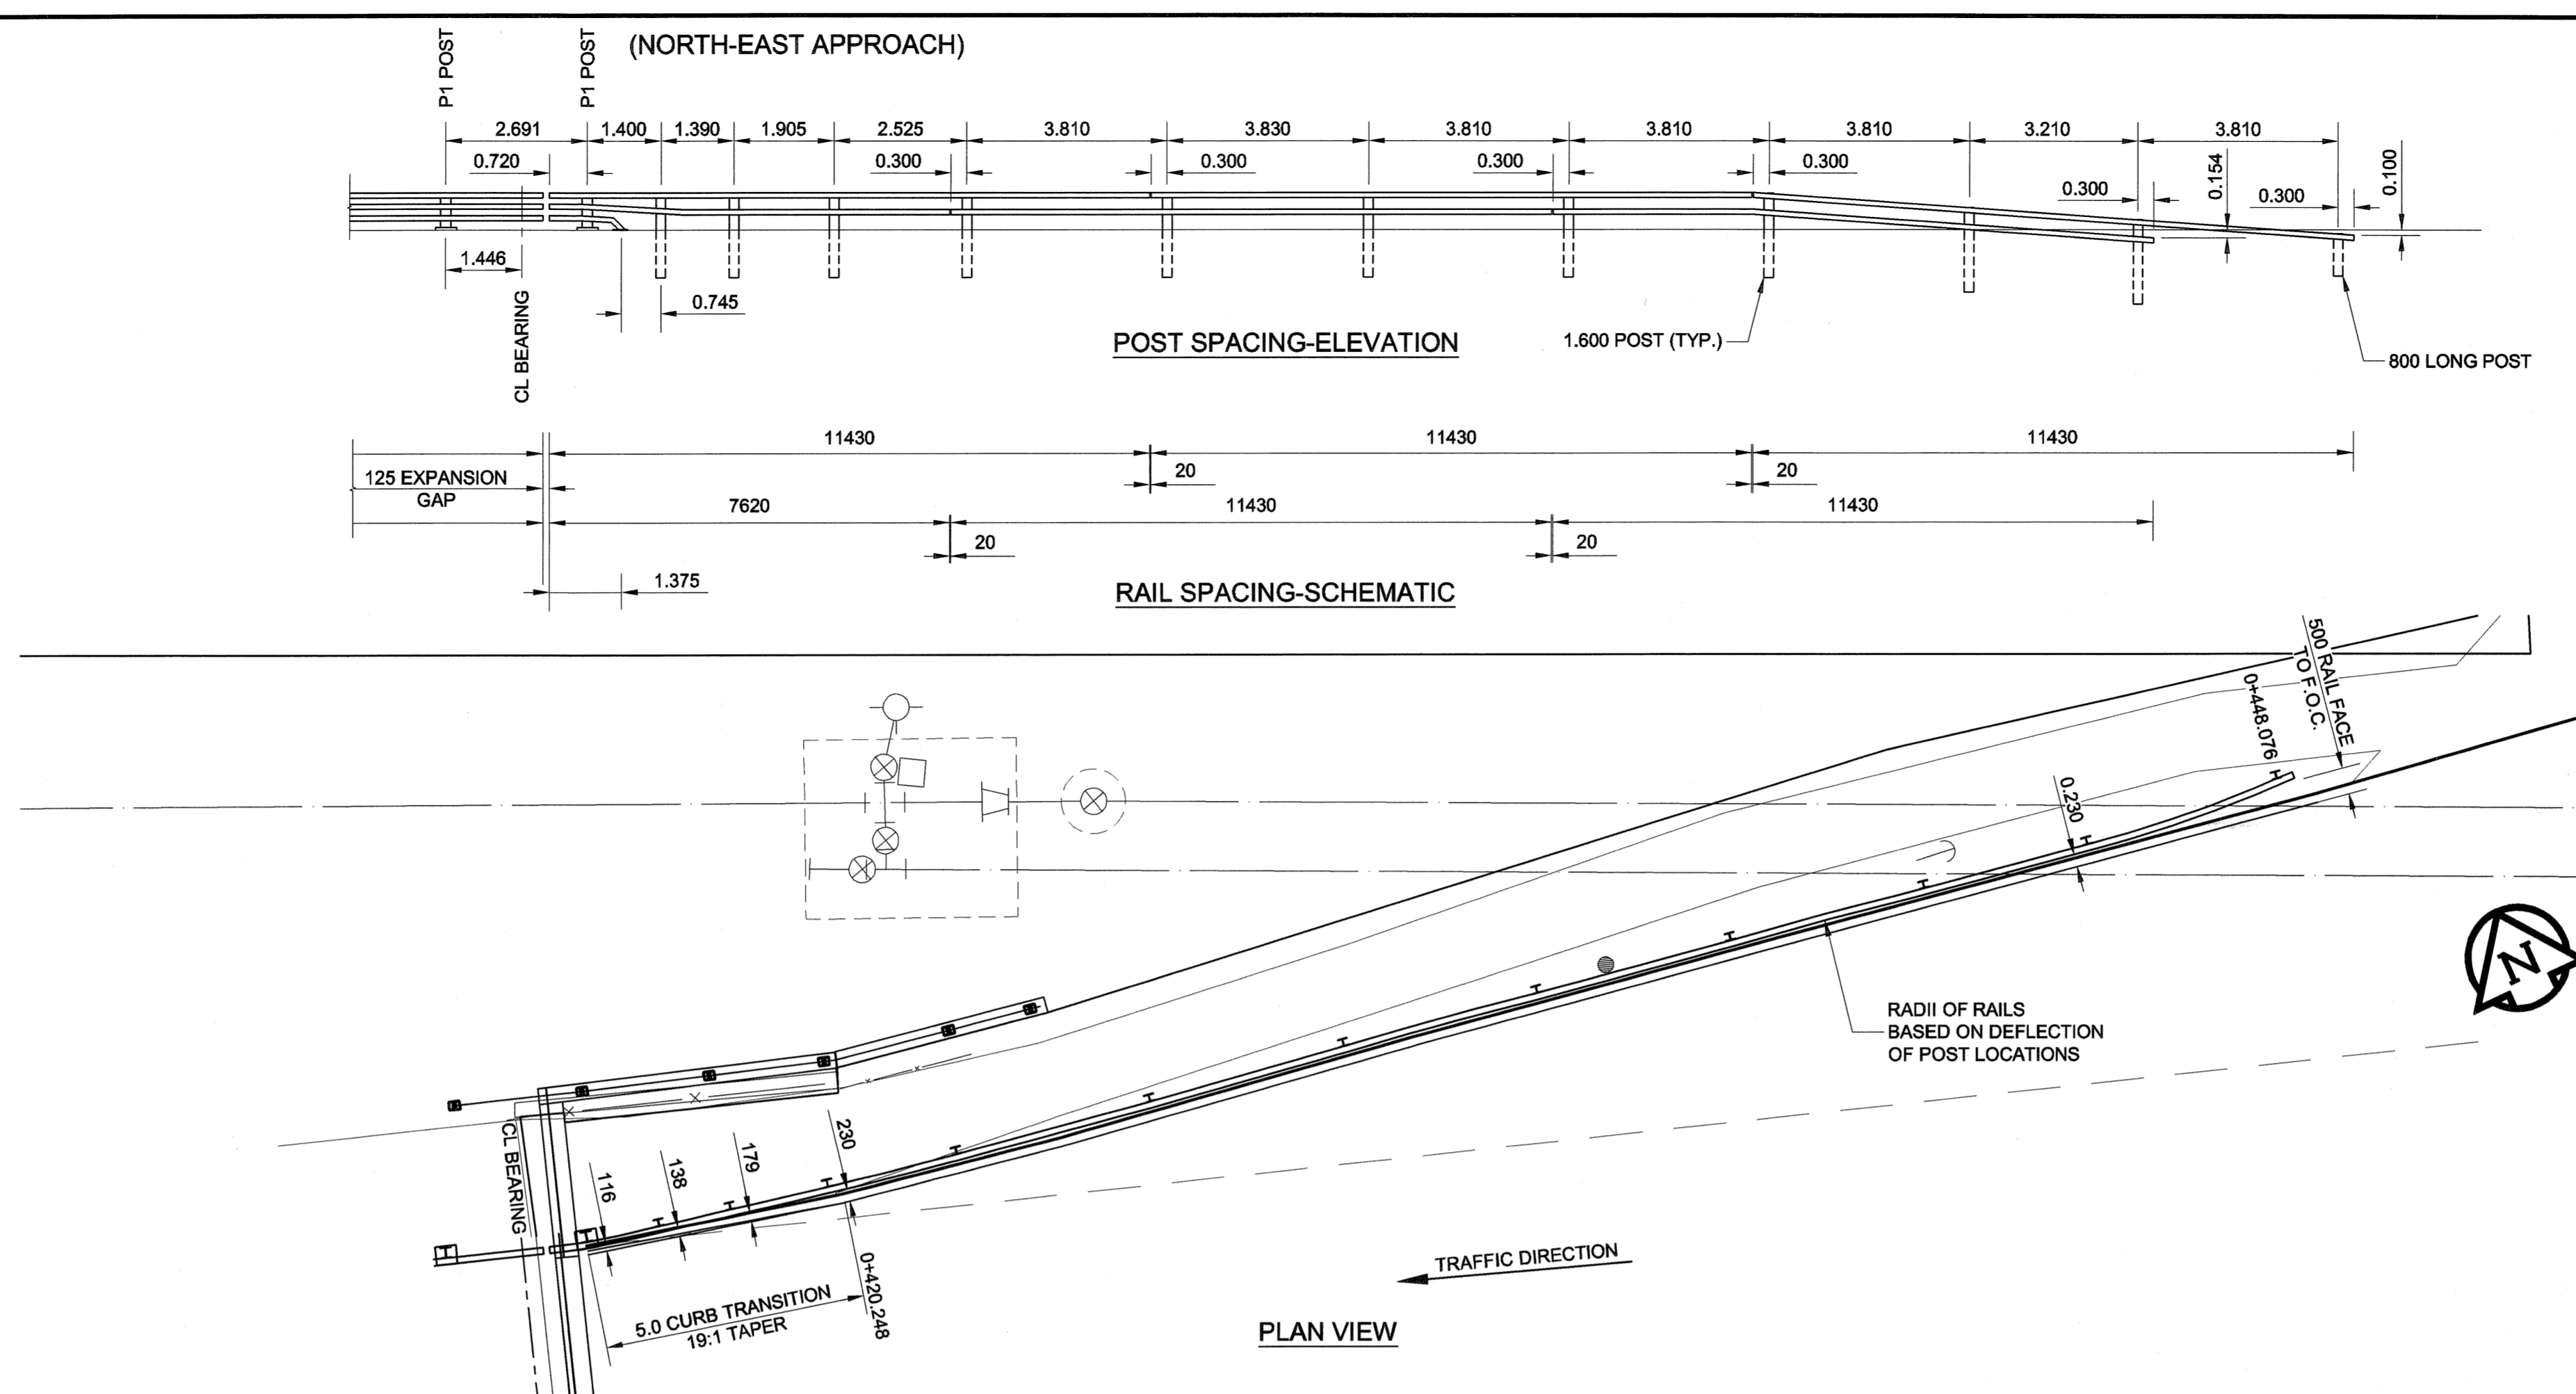 P1 POST
P1 POST
(NORTH-EAST APPROACH)
2.691
1.400
1.390
1.905
2.525
3.810
3.830
3.810
3.810
3.810
3.210
3.810
0.720
0.300
0.300
0.300
0.300
0.300
0.154
0.300
0.100
1.446
CL BEARING
0.745
POST SPACING-ELEVATION
1.600 POST (TYP.)
800 LONG POST
11430
11430
11430
125 EXPANSION
GAP
20
20
7620
11430
11430
20
20
1.375
RAIL SPACING-SCHEMATIC
500 RAIL FACE
TO F.O.C.
0+448.076
0.230
N
RADII OF RAILS
BASED ON DEFLECTION
OF POST LOCATIONS
CL BEARING
116
138
179
230
0+420.248
5.0 CURB TRANSITION
19:1 TAPER
TRAFFIC DIRECTION
PLAN VIEW